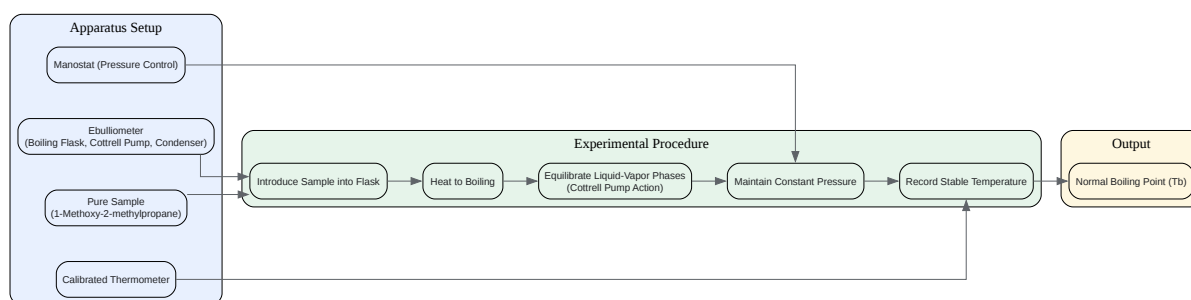 Apparatus Setup
Manostat (Pressure Control)
Ebulliometer
(Boiling Flask, Cottrell Pump, Condenser)
Pure Sample
(1-Methoxy-2-methylpropane)
Calibrated Thermometer
Experimental Procedure
Introduce Sample into Flask
Heat to Boiling
Equilibrate Liquid-Vapor Phases
(Cottrell Pump Action)
Maintain Constant Pressure
Record Stable Temperature
Output
Normal Boiling Point (Tb)